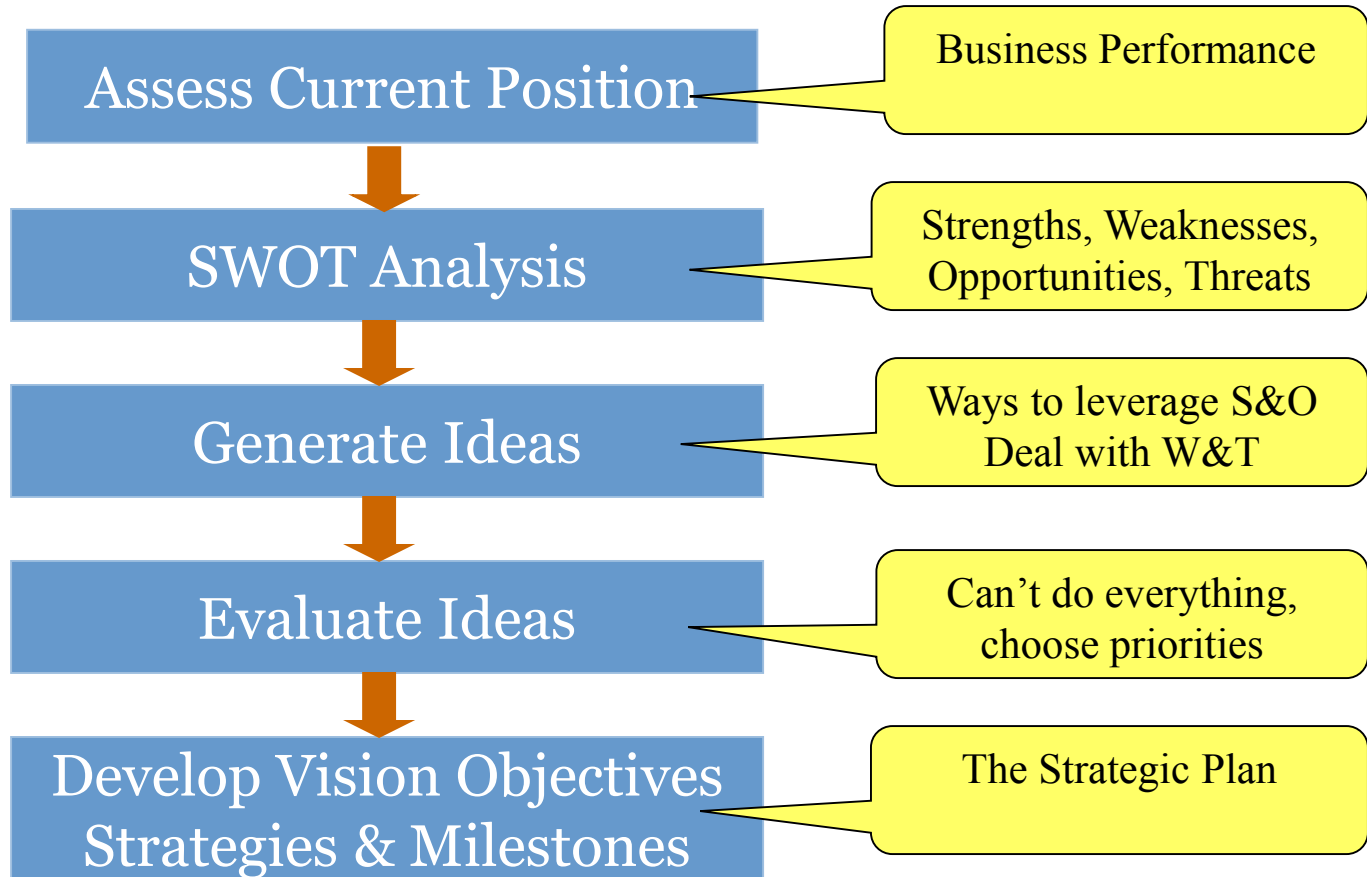 Assess Current Position
Business Performance
SWOT Analysis
Strengths, Weaknesses,
Opportunities, Threats
Generate Ideas
Ways to leverage S&O
Deal with W&T
Evaluate Ideas
Can’t do everything,
choose priorities
Develop Vision Objectives
Strategies & Milestones
The Strategic Plan